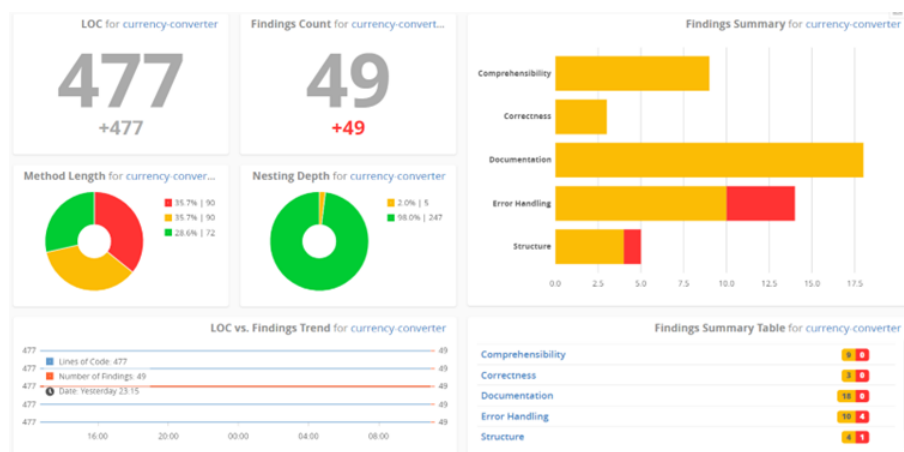 LOC for currency-converter
477
+477
Findings Count for currency-convert...
49
+49
Findings Summary for currency-converter
Comprehensibility
Correctness
Documentation
Error Handling
Structure
0.0 2.5 5.0 7.5 10.0 12.5 15.0 17.5
Method Length for currency-conver...
35.7% | 90
35.7% | 90
28.6% | 72
Nesting Depth for currency-converter
2.0% | 5
98.0% | 247
LOC vs. Findings Trend for currency-converter
477 49
477 49
477 49
477 49
477 49
Lines of Code: 477
Number of Findings: 49
Date: Yesterday 23:15
16:00 20:00 00:00 04:00 08:00
Findings Summary Table for currency-converter
Comprehensibility 9 0
Correctness 3 0
Documentation 18 0
Error Handling 10 4
Structure 4 1